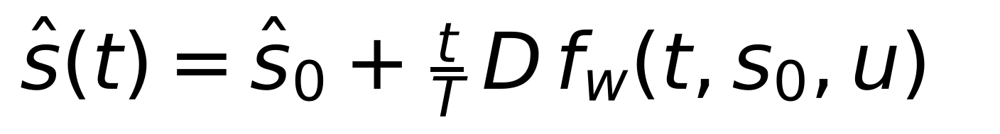 ŝ(t) = ŝ₀ + t/T D f_w(t, s₀, u)